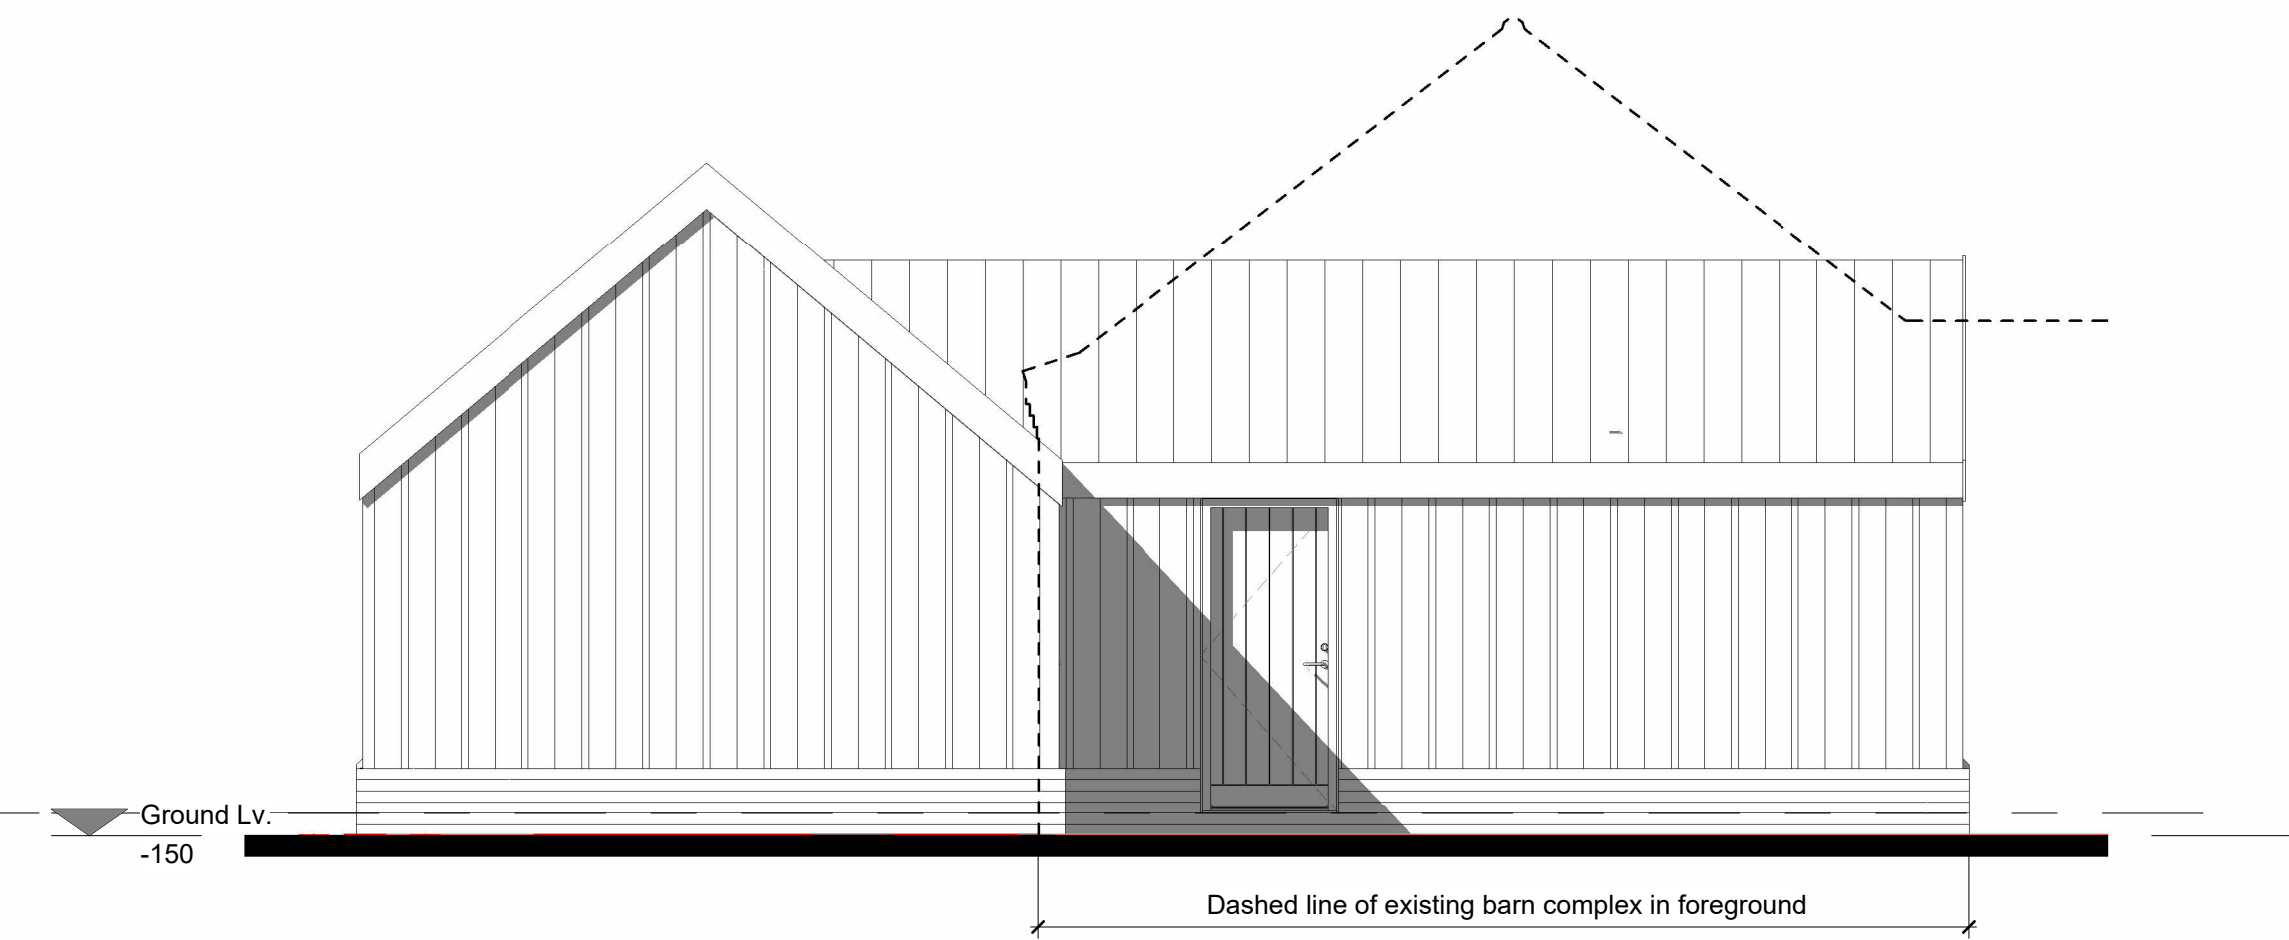 Ground Lv.
-150
Dashed line of existing barn complex in foreground